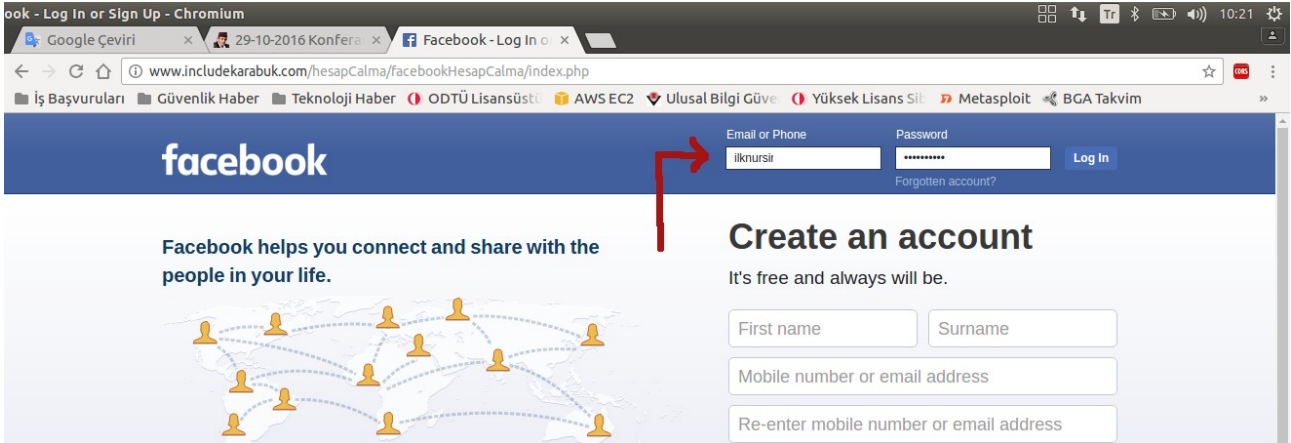 ook - Log In or Sign Up - Chromium
Tr
10:21
Google Çeviri
29-10-2016 Konfera
Facebook - Log In o
www.includekarabuk.com/hesapCalma/facebookHesapCalma/index.php
CORS
İş Başvuruları
Güvenlik Haber
Teknoloji Haber
ODTÜ Lisansüstü
AWS EC2
Ulusal Bilgi Güve
Yüksek Lisans Sit
Metasploit
BGA Takvim
»
facebook
Email or Phone
Password
ilknursir
••••••••••
Log In
Forgotten account?
Facebook helps you connect and share with the
people in your life.
Create an account
It's free and always will be.
First name
Surname
Mobile number or email address
Re-enter mobile number or email address